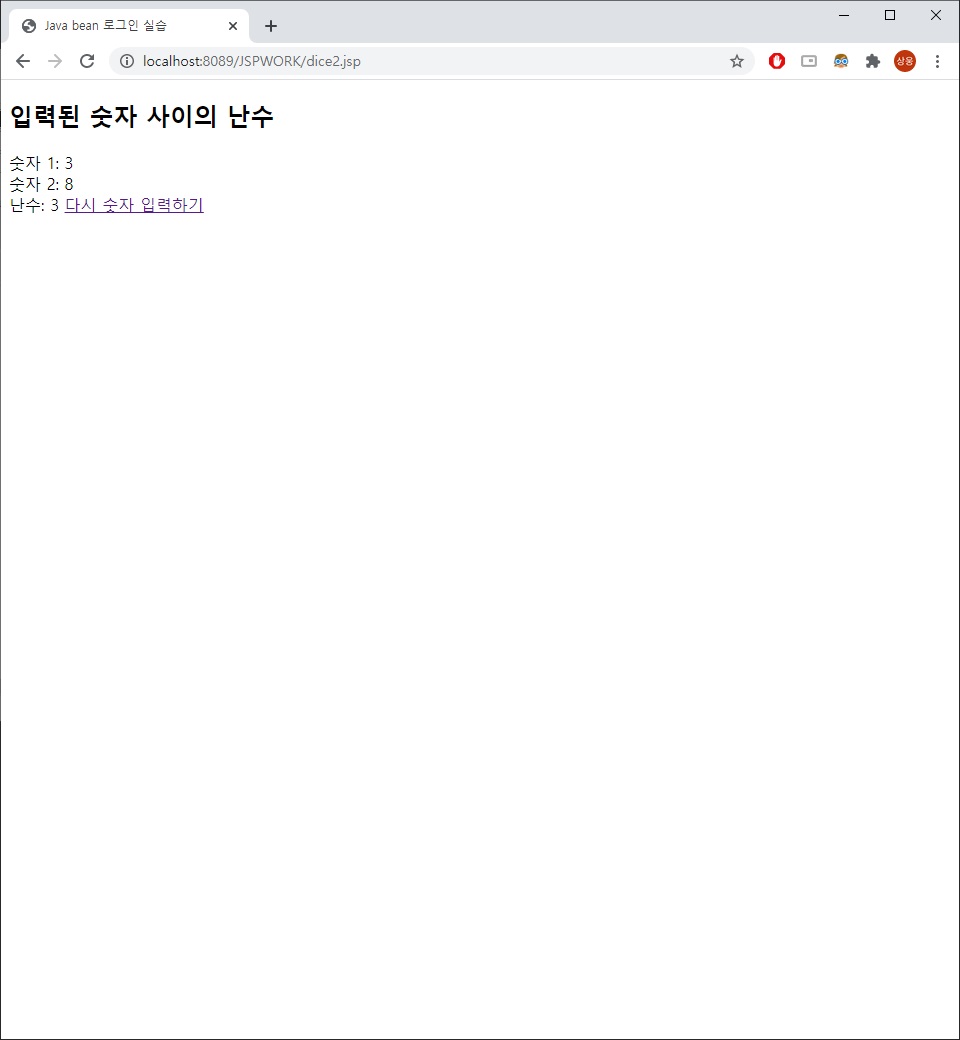 Java bean 로그인 실습
localhost:8089/JSPWORK/dice2.jsp
상웅
입력된 숫자 사이의 난수
숫자 1: 3
숫자 2: 8
난수: 3 다시 숫자 입력하기